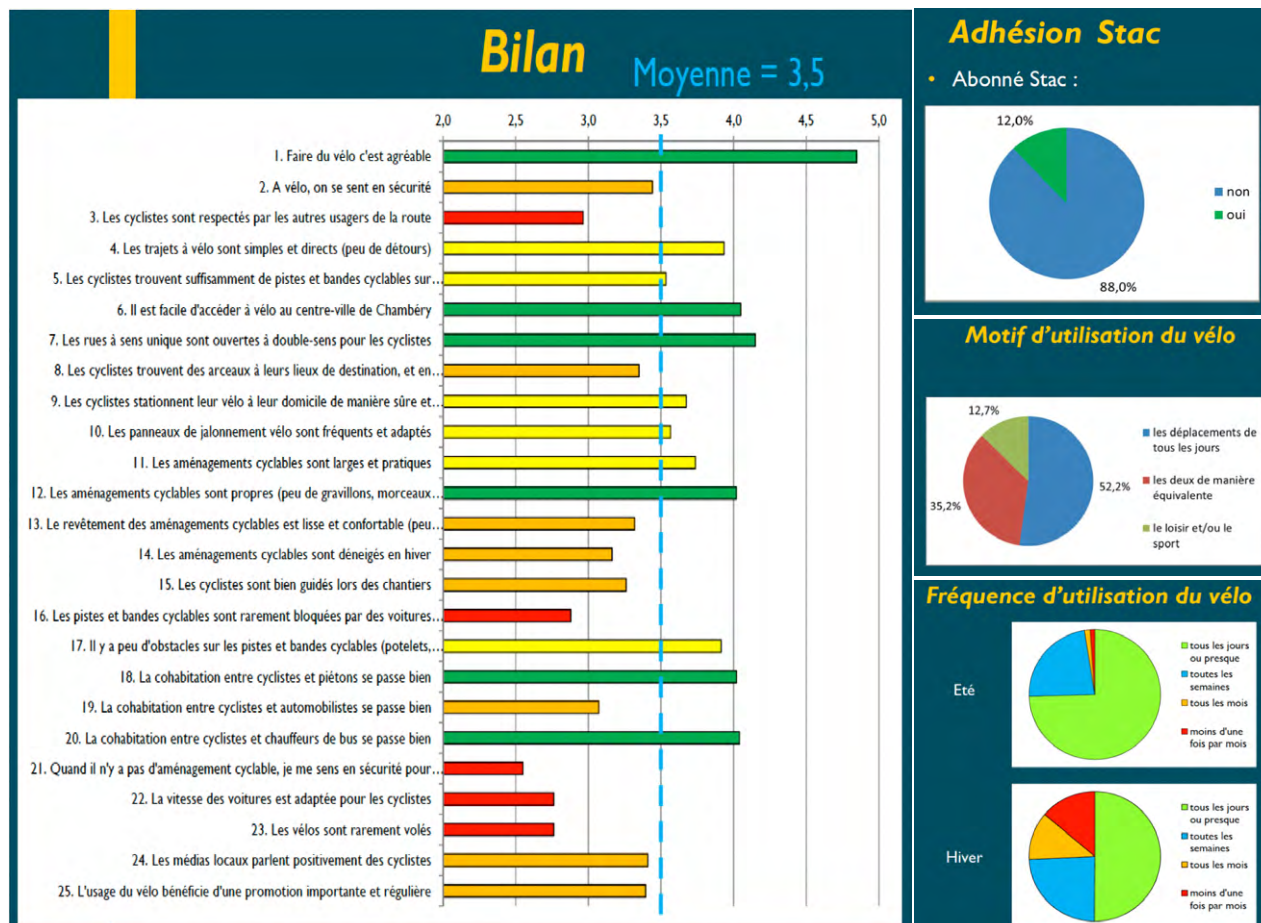 Bilan
Moyenne = 3,5
2,0 2,5 3,0 3,5 4,0 4,5 5,0
1. Faire du vélo c'est agréable
2. A vélo, on se sent en sécurité
3. Les cyclistes sont respectés par les autres usagers de la route
4. Les trajets à vélo sont simples et directs (peu de détours)
5. Les cyclistes trouvent suffisamment de pistes et bandes cyclables sur…
6. Il est facile d'accéder à vélo au centre-ville de Chambéry
7. Les rues à sens unique sont ouvertes à double-sens pour les cyclistes
8. Les cyclistes trouvent des arceaux à leurs lieux de destination, et en…
9. Les cyclistes stationnent leur vélo à leur domicile de manière sûre et…
10. Les panneaux de jalonnement vélo sont fréquents et adaptés
11. Les aménagements cyclables sont larges et pratiques
12. Les aménagements cyclables sont propres (peu de gravillons, morceaux…
13. Le revêtement des aménagements cyclables est lisse et confortable (peu…
14. Les aménagements cyclables sont déneigés en hiver
15. Les cyclistes sont bien guidés lors des chantiers
16. Les pistes et bandes cyclables sont rarement bloquées par des voitures…
17. Il y a peu d'obstacles sur les pistes et bandes cyclables (potelets,…
18. La cohabitation entre cyclistes et piétons se passe bien
19. La cohabitation entre cyclistes et automobilistes se passe bien
20. La cohabitation entre cyclistes et chauffeurs de bus se passe bien
21. Quand il n'y a pas d'aménagement cyclable, je me sens en sécurité pour…
22. La vitesse des voitures est adaptée pour les cyclistes
23. Les vélos sont rarement volés
24. Les médias locaux parlent positivement des cyclistes
25. L'usage du vélo bénéficie d'une promotion importante et régulière
Adhésion Stac
• Abonné Stac :
12,0%
88,0%
non
oui
Motif d'utilisation du vélo
12,7%
35,2%
52,2%
les déplacements de
tous les jours
les deux de manière
équivalente
le loisir et/ou le
sport
Fréquence d'utilisation du vélo
Eté
tous les jours
ou presque
toutes les
semaines
tous les mois
moins d'une
fois par mois
Hiver
tous les jours
ou presque
toutes les
semaines
tous les mois
moins d'une
fois par mois